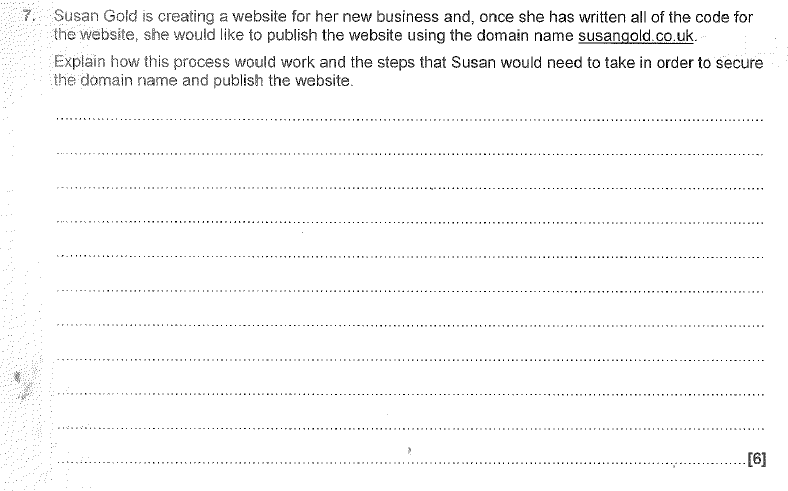 7. Susan Gold is creating a website for her new business and, once she has written all of the code for
the website, she would like to publish the website using the domain name susangold.co.uk.
Explain how this process would work and the steps that Susan would need to take in order to secure
the domain name and publish the website.
[6]